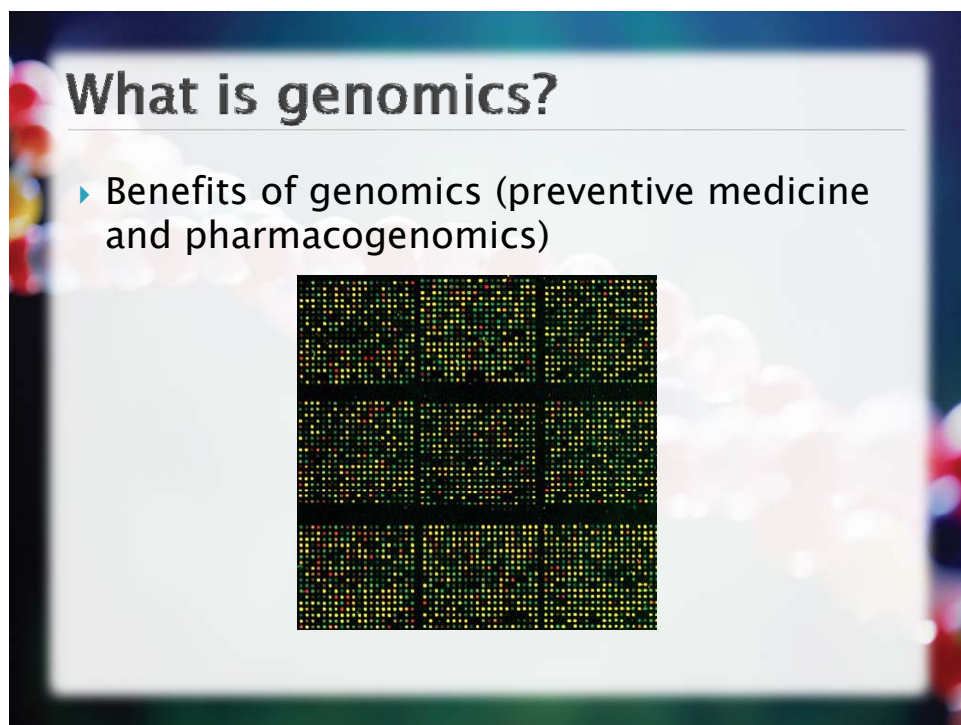 What is genomics?
Benefits of genomics (preventive medicine
and pharmacogenomics)